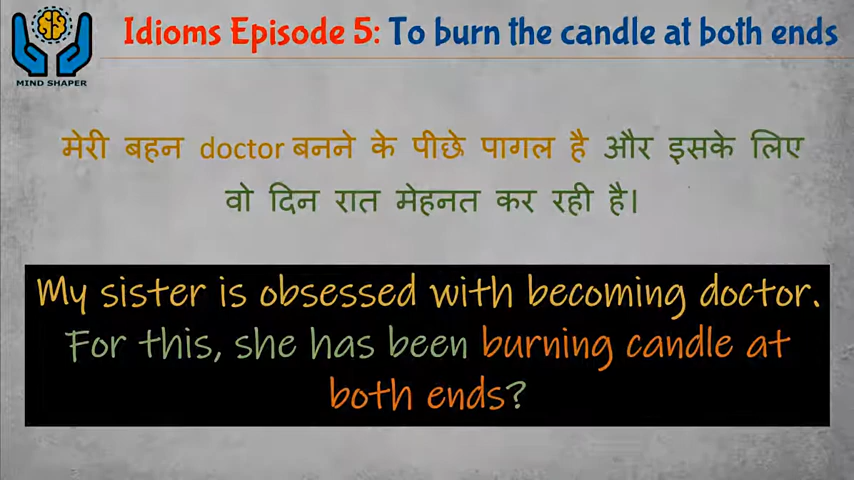 Idioms Episode 5: To burn the candle at both ends
MIND SHAPER
मेरी बहन doctor बनने के पीछे पागल है और इसके लिए
वो दिन रात मेहनत कर रही है।
My sister is obsessed with becoming doctor.
For this, she has been burning candle at
both ends?